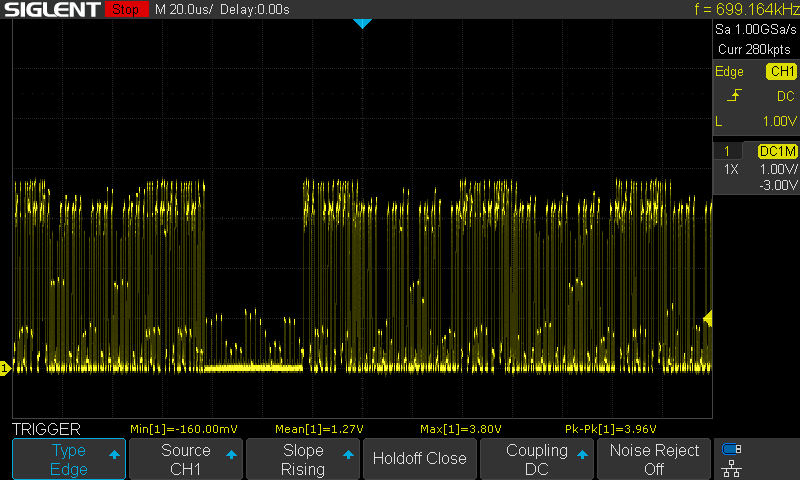 SIGLENT Stop M 20.0us/ Delay:0.00s f = 699.164kHz
Sa 1.00GSa/s
Curr 280kpts
Edge CH1
DC
L 1.00V
1 DC1M
1X 1.00V/
-3.00V
1
TRIGGER Min[1]=-160.00mV Mean[1]=1.27V Max[1]=3.80V Pk-Pk[1]=3.96V
Type Source Slope Holdoff Close Coupling Noise Reject
Edge CH1 Rising DC Off